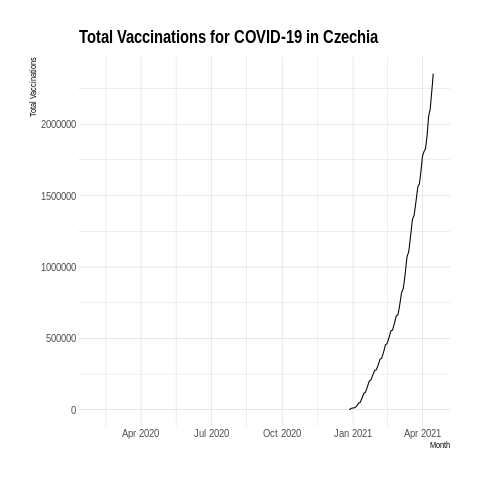 Total Vaccinations for COVID-19 in Czechia
Total Vaccinations
2000000
1500000
1000000
500000
0
Apr 2020 Jul 2020 Oct 2020 Jan 2021 Apr 2021
Month